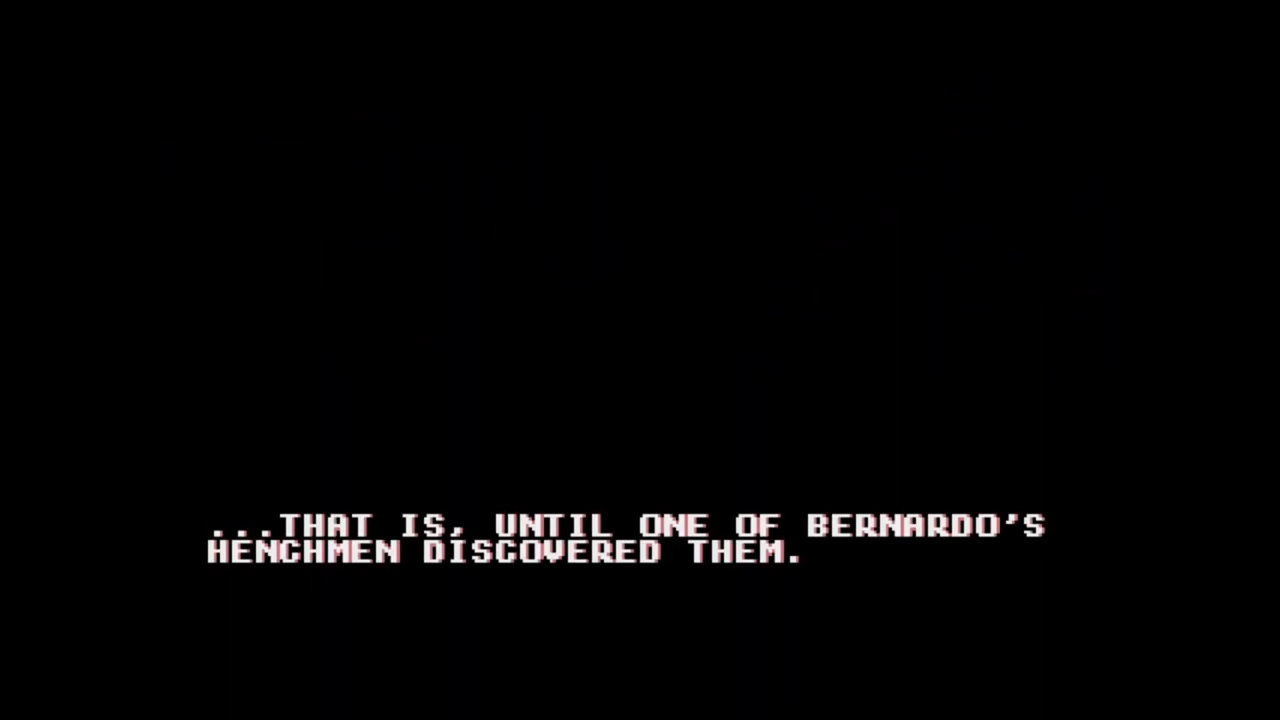 ...THAT IS, UNTIL ONE OF BERNARDO'S
HENCHMEN DISCOVERED THEM.